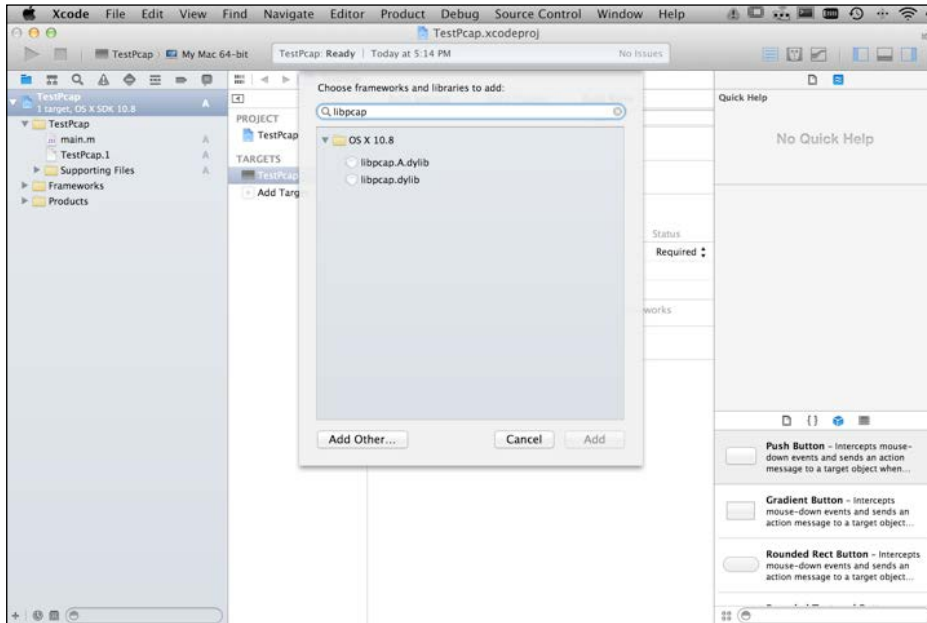 Xcode File Edit View Find Navigate Editor Product Debug Source Control Window Help
TestPcap.xcodeproj
TestPcap My Mac 64-bit
TestPcap: Ready | Today at 5:14 PM
No Issues
TestPcap
1 target, OS X SDK 10.8
A
TestPcap
main.m
A
TestPcap.1
A
Supporting Files
A
Frameworks
Products
PROJECT
TestPcap
TARGETS
TestPcap
Add Targ
Choose frameworks and libraries to add:
libpcap
OS X 10.8
libpcap.A.dylib
libpcap.dylib
Add Other...
Cancel
Add
Status
Required
works
Quick Help
No Quick Help
{}
Push Button - Intercepts mouse-
down events and sends an action
message to a target object when...
Gradient Button - Intercepts
mouse-down events and sends an
action message to a target object...
Rounded Rect Button - Intercepts
mouse-down events and sends an
action message to a target object...